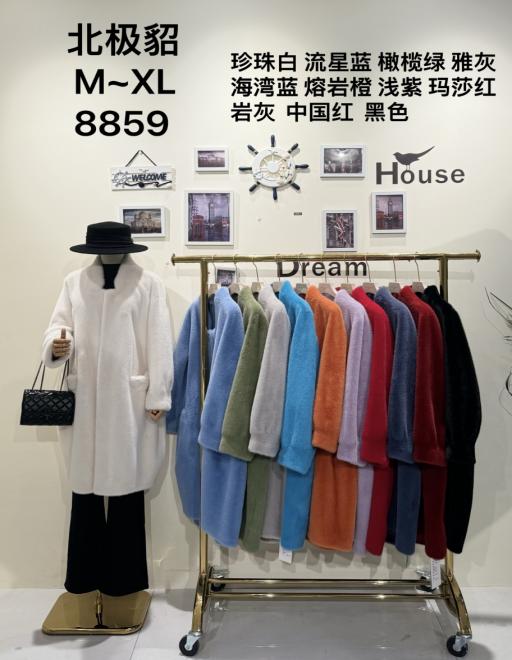 北极貂
M~XL
8859
珍珠白 流星蓝 橄榄绿 雅灰
海湾蓝 熔岩橙 浅紫 玛莎红
岩灰 中国红 黑色
WELCOME
House
Dream